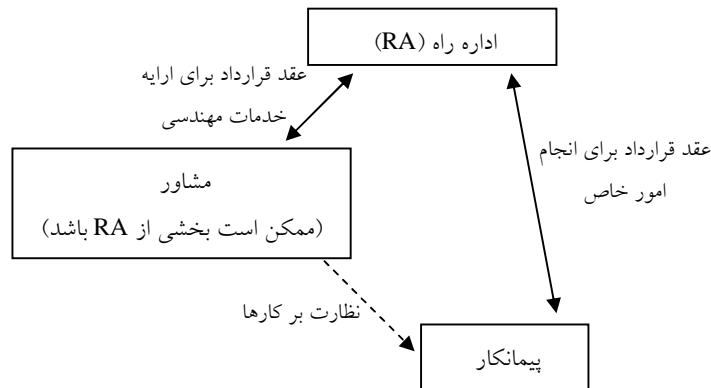 اداره راه (RA)
عقد قرارداد برای ارایه
خدمات مهندسی
عقد قرارداد برای انجام
امور خاص
مشاور
(ممکن است بخشی از RA باشد)
نظارت بر کارها
پیمانکار